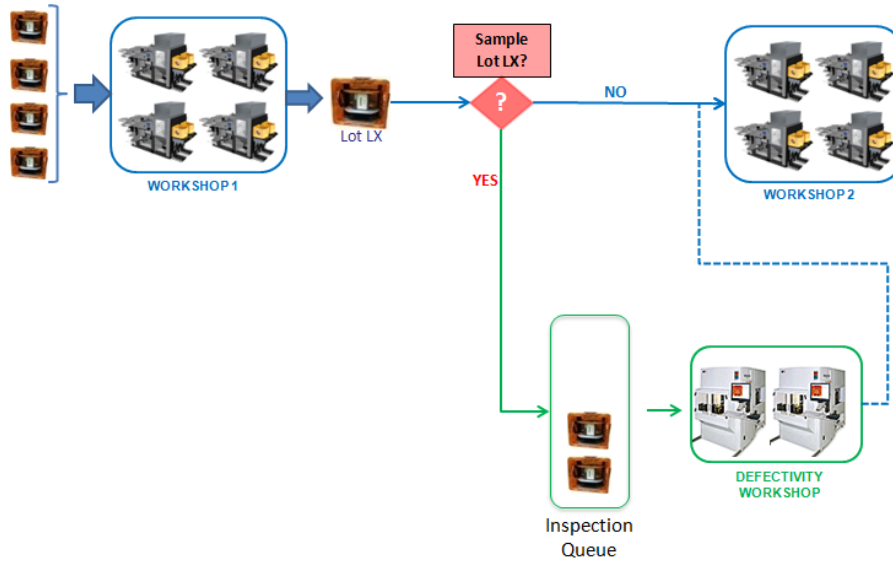 Sample
Lot LX?
?
NO
Lot LX
WORKSHOP 1
WORKSHOP 2
YES
DEFECTIVITY
WORKSHOP
Inspection
Queue